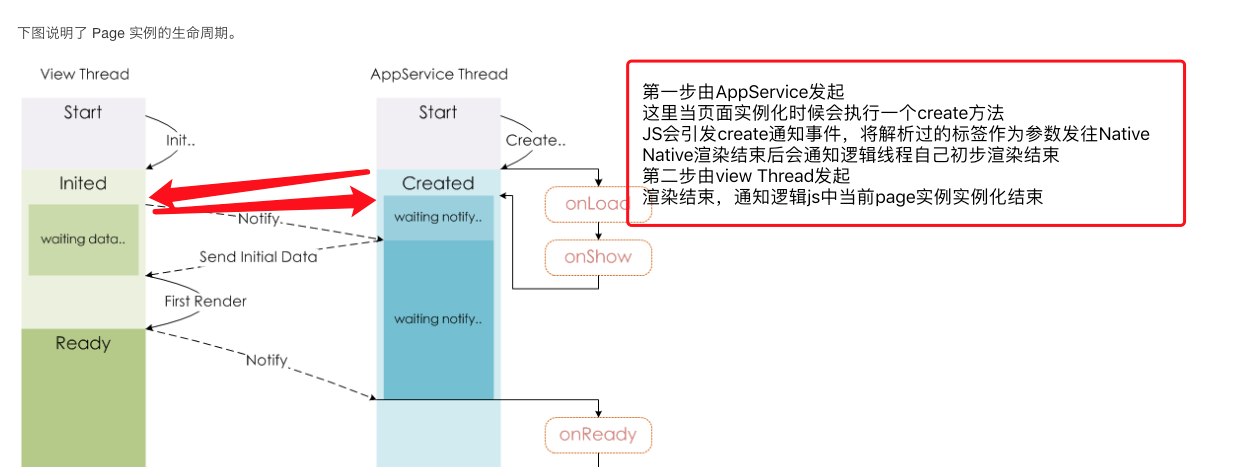 下图说明了 Page 实例的生命周期。
View Thread
AppService Thread
Start
Start
Init..
Create..
Inited
Created
waiting data..
waiting notify..
Notify
Send Initial Data
First Render
waiting notify..
Ready
Notify
onLoad
onShow
onReady
第一步由AppService发起
这里当页面实例化时候会执行一个create方法
JS会引发create通知事件，将解析过的标签作为参数发往Native
Native渲染结束后会通知逻辑线程自己初步渲染结束
第二步由view Thread发起
渲染结束，通知逻辑js中当前page实例实例化结束